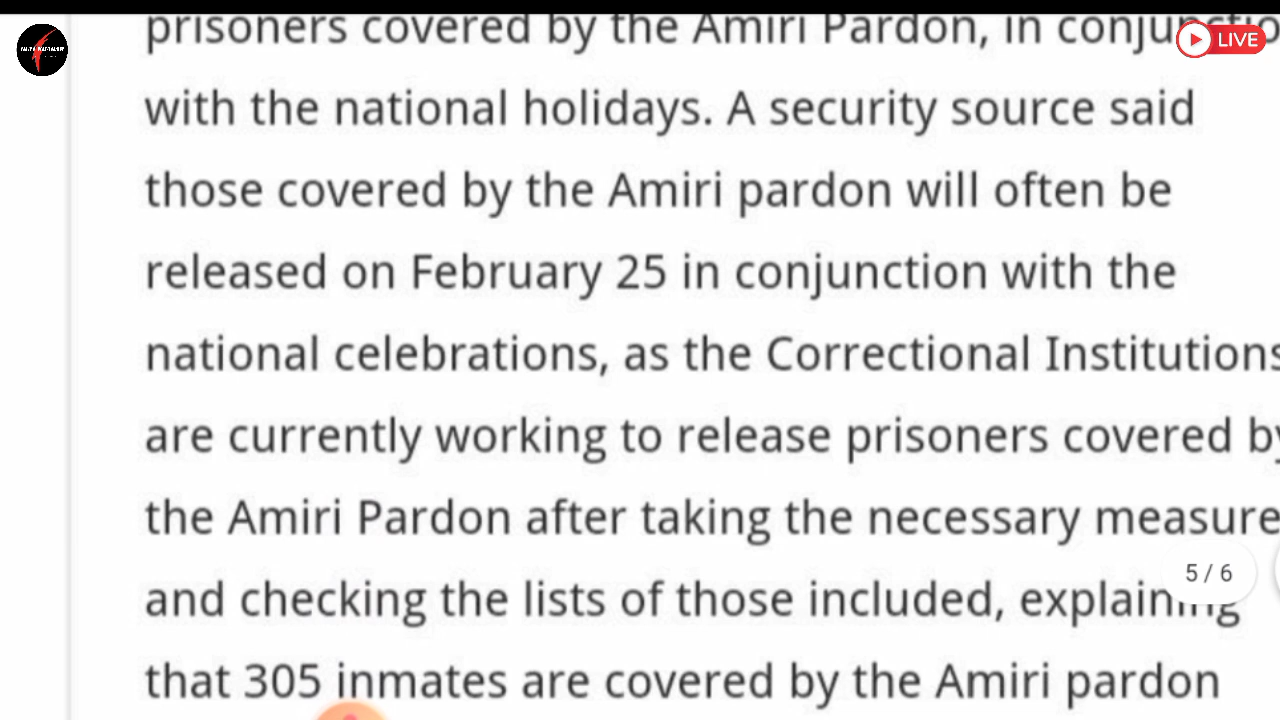 prisoners covered by the Amiri Pardon, in
LIVE
with the national holidays. A security source said
those covered by the Amiri pardon will often be
released on February 25 in conjunction with the
national celebrations, as the Correctional Institutions
are currently working to release prisoners covered by
the Amiri Pardon after taking the necessary measure
5 / 6
and checking the lists of those included, explaining
that 305 inmates are covered by the Amiri pardon